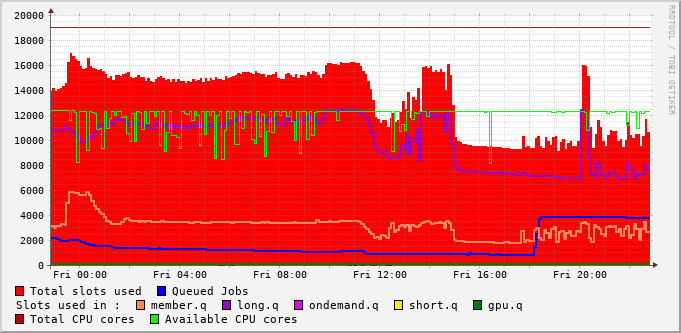 20000
18000
16000
14000
12000
10000
8000
6000
4000
2000
0
Fri 00:00 Fri 04:00 Fri 08:00 Fri 12:00 Fri 16:00 Fri 20:00
RRDTOOL / TOBI OETIKER
Total slots used Queued Jobs
Slots used in : member.q long.q ondemand.q short.q gpu.q
Total CPU cores Available CPU cores